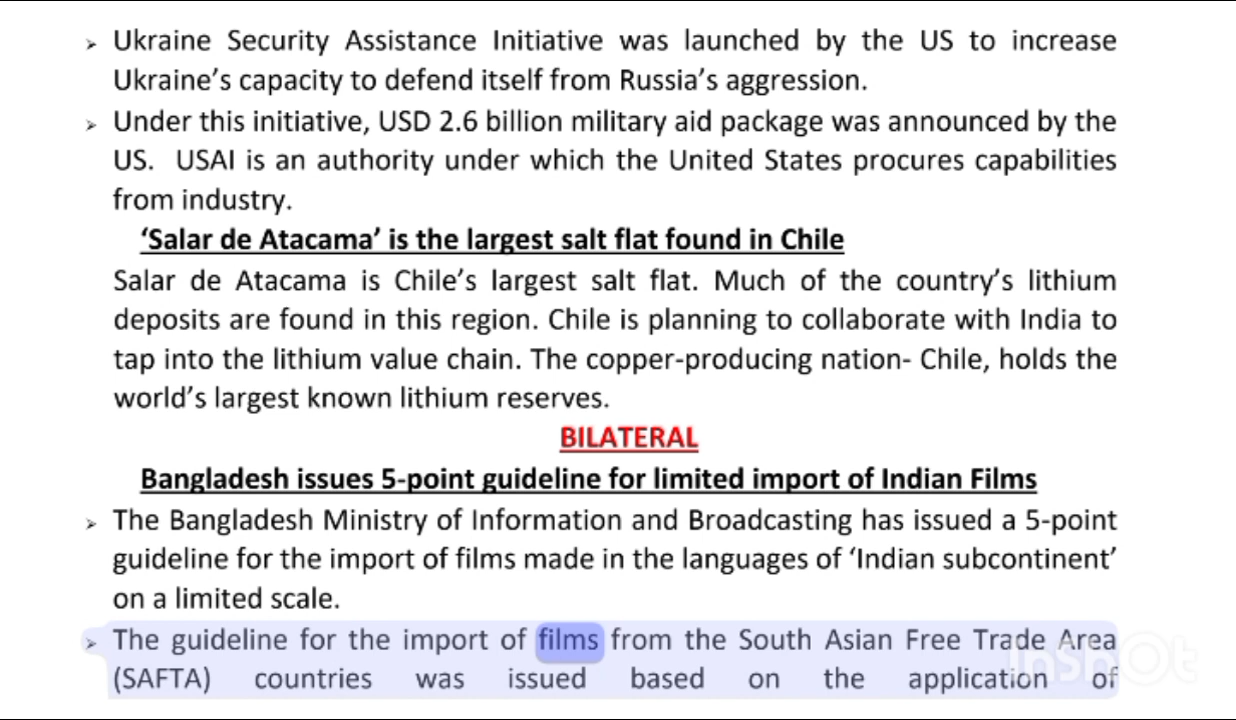 ➢ Ukraine Security Assistance Initiative was launched by the US to increase
Ukraine’s capacity to defend itself from Russia’s aggression.
➢ Under this initiative, USD 2.6 billion military aid package was announced by the
US. USAI is an authority under which the United States procures capabilities
from industry.
‘Salar de Atacama’ is the largest salt flat found in Chile
Salar de Atacama is Chile’s largest salt flat. Much of the country’s lithium
deposits are found in this region. Chile is planning to collaborate with India to
tap into the lithium value chain. The copper-producing nation- Chile, holds the
world’s largest known lithium reserves.
BILATERAL
Bangladesh issues 5-point guideline for limited import of Indian Films
➢ The Bangladesh Ministry of Information and Broadcasting has issued a 5-point
guideline for the import of films made in the languages of ‘Indian subcontinent’
on a limited scale.
➢ The guideline for the import of films from the South Asian Free Trade Area
(SAFTA) countries was issued based on the application of
InShOt